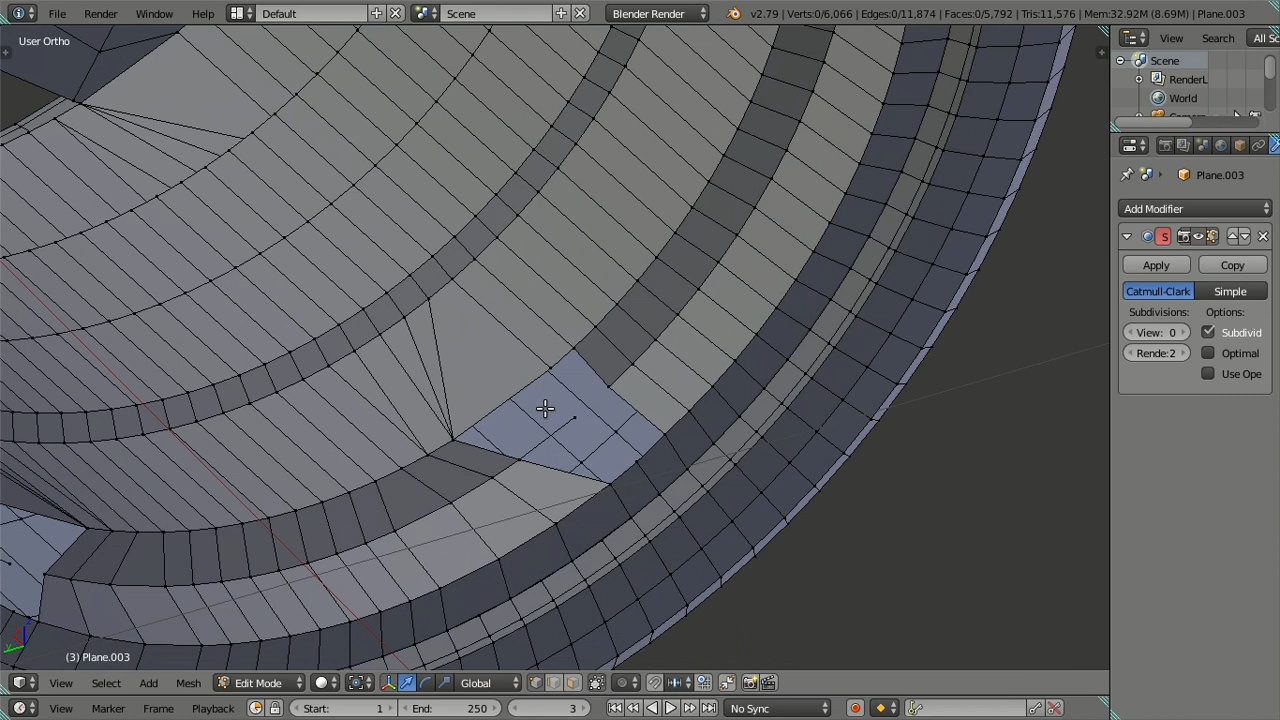 File Render Window Help Default Scene Blender Render v2.79 | Verts:0/6,066 | Edges:0/11,874 | Faces:0/5,792 | Tris:11,576 | Mem:32.92M (8.69M) | Plane.003
User Ortho
View Search All Sc
Scene
RenderL
World
Plane.003
Add Modifier
S
Apply Copy
Catmull-Clark Simple
Subdivisions: Options:
View: 0 Subdivid
Rende:2 Optimal
Use Ope
(3) Plane.003
View Select Add Mesh Edit Mode Global
View Marker Frame Playback Start: 1 End: 250 3 No Sync